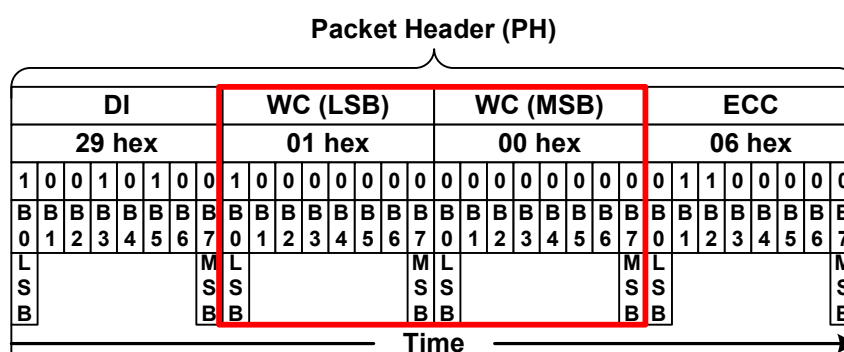 Packet Header (PH)
DI WC (LSB) WC (MSB) ECC
29 hex 01 hex 00 hex 06 hex
1 0 0 1 0 1 0 0 1 0 0 0 0 0 0 0 0 0 0 0 0 0 0 0 0 1 1 0 0 0 0 0
B B B B B B B B B B B B B B B B B B B B B B B B B B B B B B B B
0 1 2 3 4 5 6 7 0 1 2 3 4 5 6 7 0 1 2 3 4 5 6 7 0 1 2 3 4 5 6 7
L M L M L M L M
S S S S S S S S
B B B B B B B B
Time